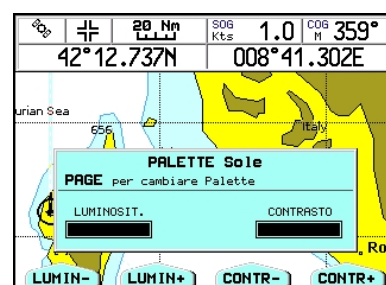 20 Nm SOG Kts 1.0 COG M 359°
42°12.737N 008°41.302E
urian Sea
656
Italy
PALETTE Sole
PAGE per cambiare Palette
LUMINOSIT. CONTRASTO
Ro
LUMIN- LUMIN+ CONTR- CONTR+